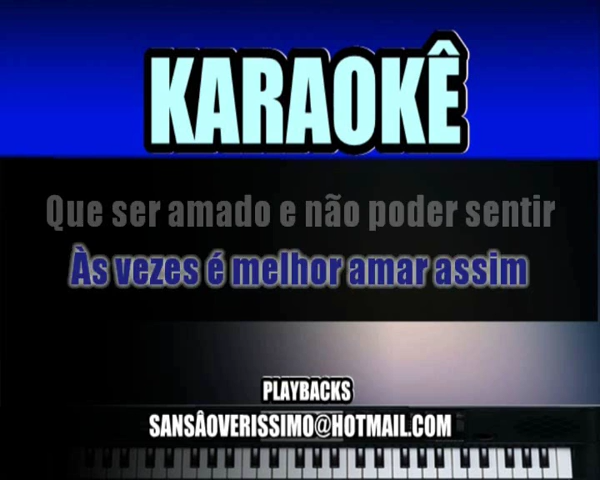 KARAOKÊ
Que ser amado e não poder sentir
Às vezes é melhor amar assim
PLAYBACKS
SANSÂOVERISSIMO@HOTMAIL.COM